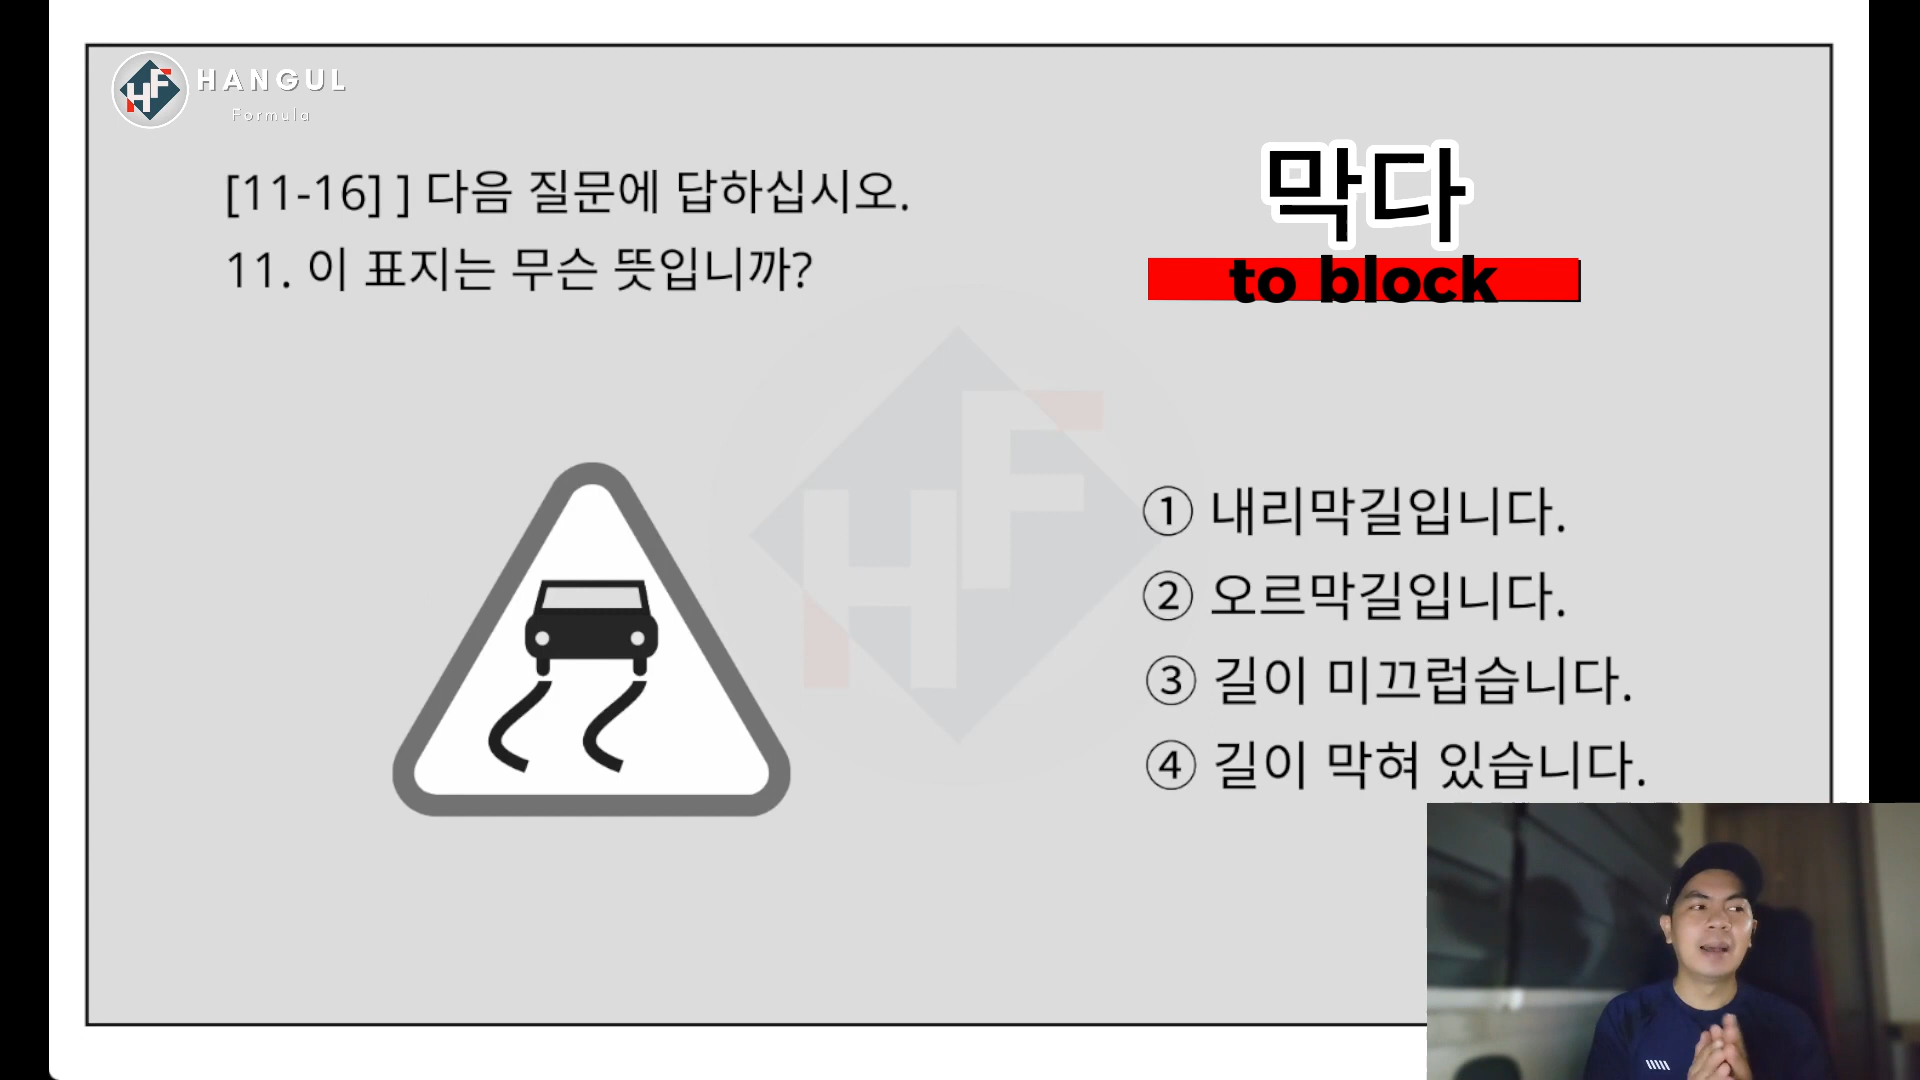 HANGUL
Formula
[11-16] ] 다음 질문에 답하십시오.
11. 이 표지는 무슨 뜻입니까?
막다
to block
HF
① 내리막길입니다.
② 오르막길입니다.
③ 길이 미끄럽습니다.
④ 길이 막혀 있습니다.